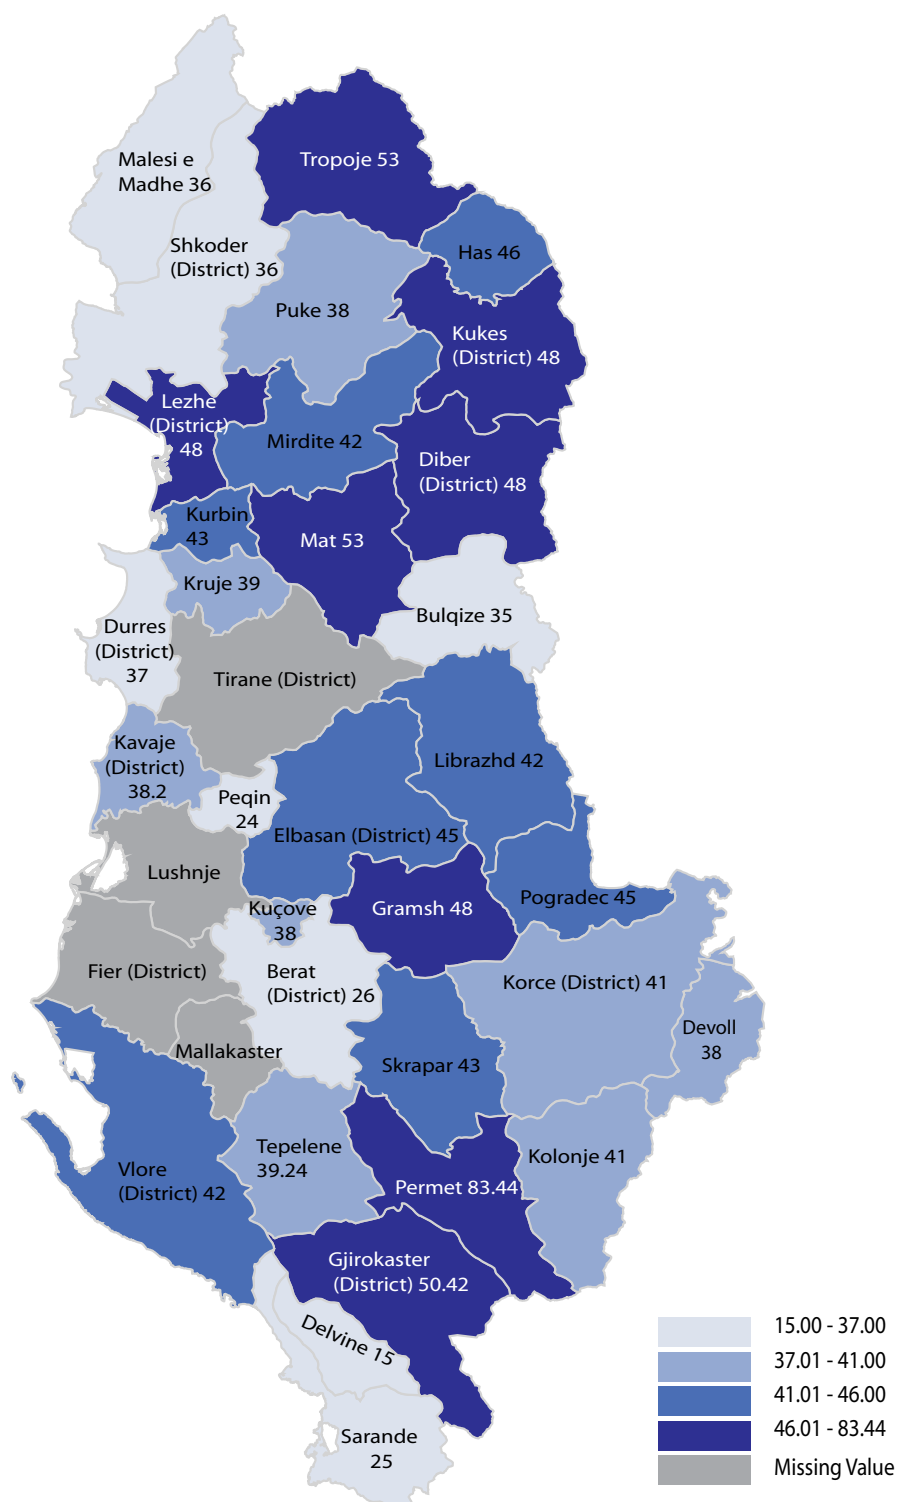 Malesi e
Madhe 36
Tropoje 53
Shkoder
(District) 36
Has 46
Puke 38
Kukes
(District) 48
Lezhe
(District)
48
Mirdite 42
Diber
(District) 48
Kurbin
43
Mat 53
Kruje 39
Bulqize 35
Durres
(District)
37
Tirane (District)
Kavaje
(District)
38.2
Librazhd 42
Peqin
24
Elbasan (District) 45
Lushnje
Kuçove
38
Gramsh 48
Pogradec 45
Fier (District)
Berat
(District) 26
Korce (District) 41
Devoll
38
Mallakaster
Skrapar 43
Tepelene
39.24
Kolonje 41
Vlore
(District) 42
Permet 83.44
Gjirokaster
(District) 50.42
Delvine 15
Sarande
25
15.00 - 37.00
37.01 - 41.00
41.01 - 46.00
46.01 - 83.44
Missing Value